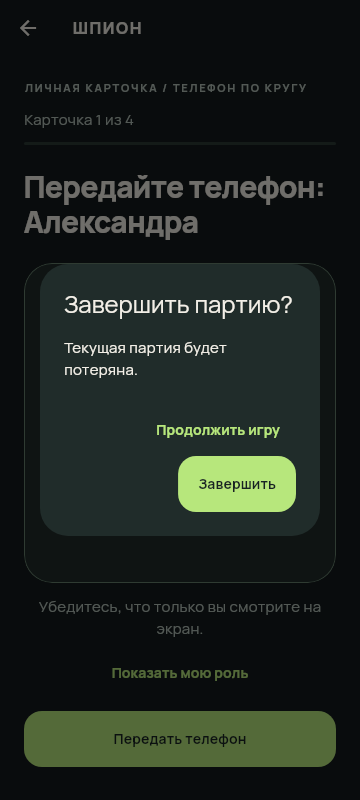 ШПИОН
ЛИЧНАЯ КАРТОЧКА / ТЕЛЕФОН ПО КРУГУ
Карточка 1 из 4
Передайте телефон:
Александра
Завершить партию?
Текущая партия будет
потеряна.
Продолжить игру
Завершить
Убедитесь, что только вы смотрите на
экран.
Показать мою роль
Передать телефон